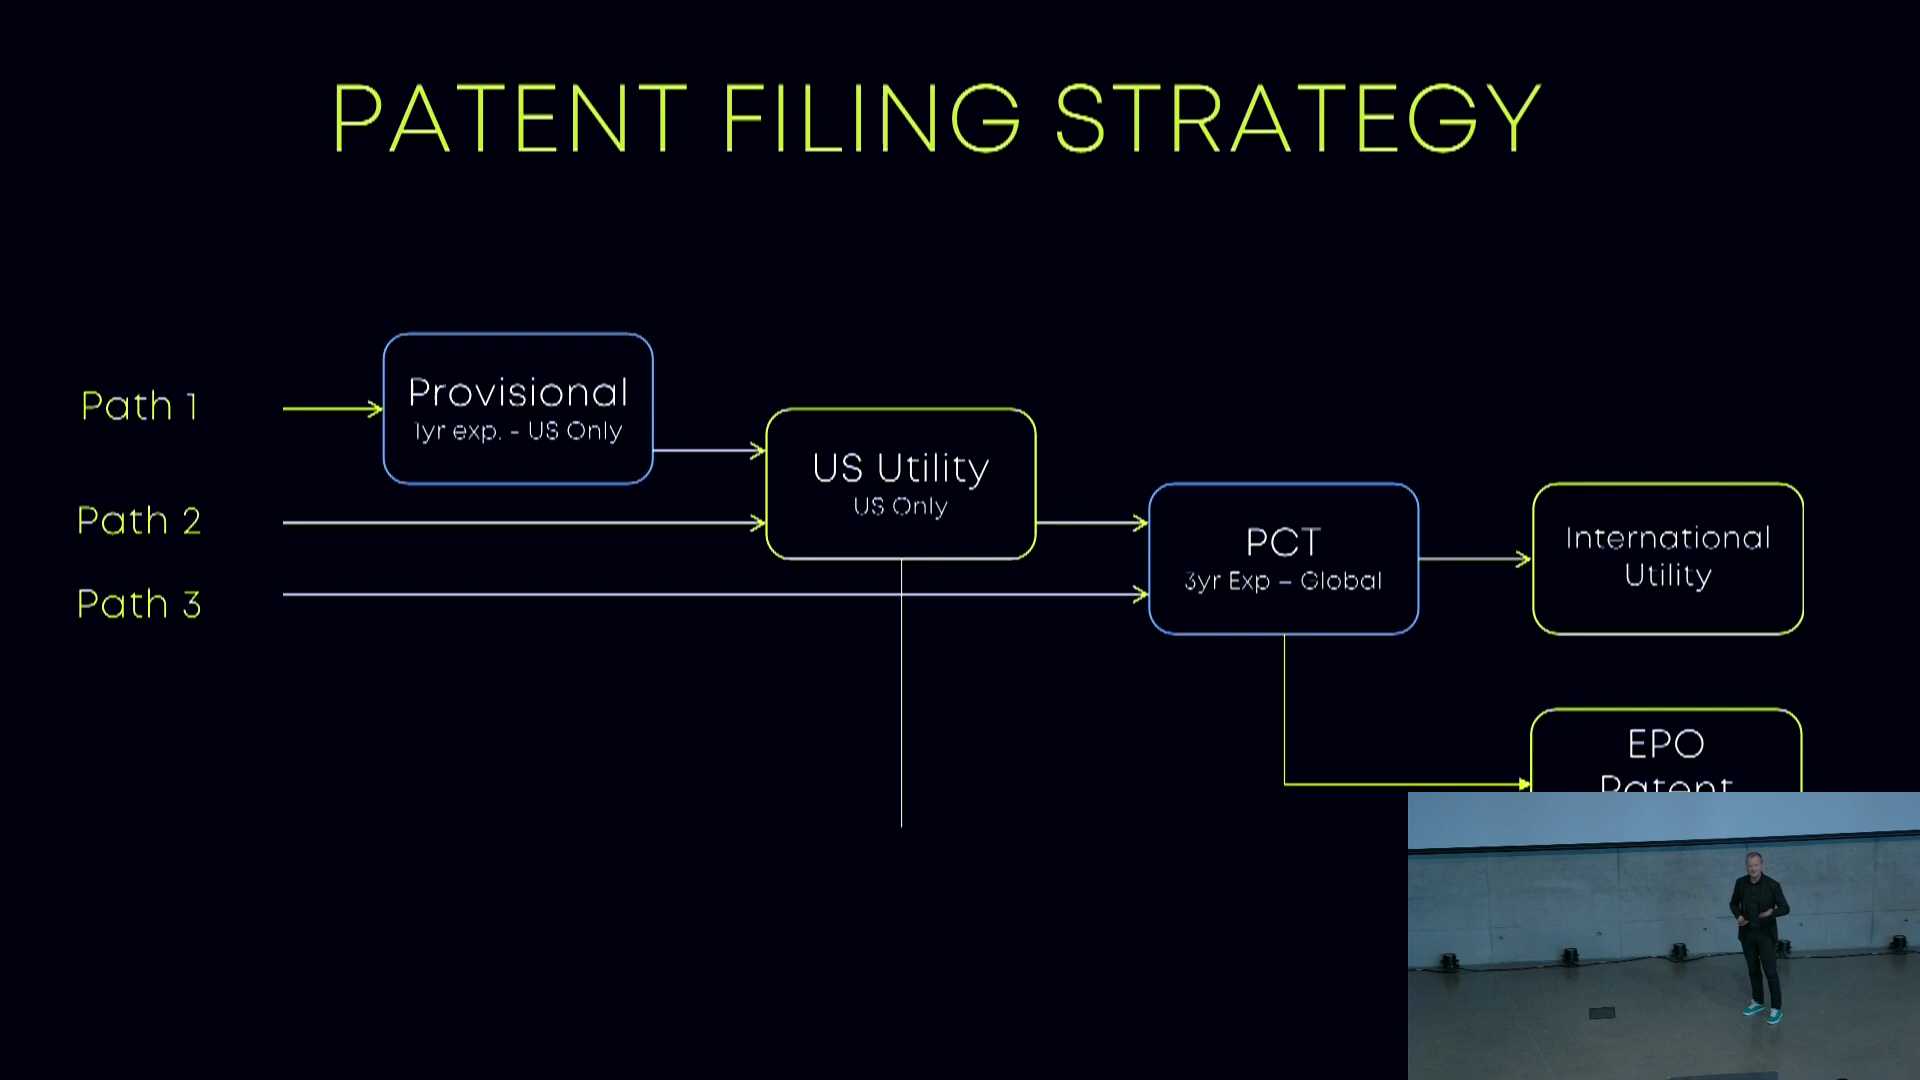 PATENT FILING STRATEGY
Path 1
Provisional
1yr exp. - US Only
US Utility
US Only
Path 2
Path 3
PCT
3yr Exp – Global
International
Utility
EPO
Patent